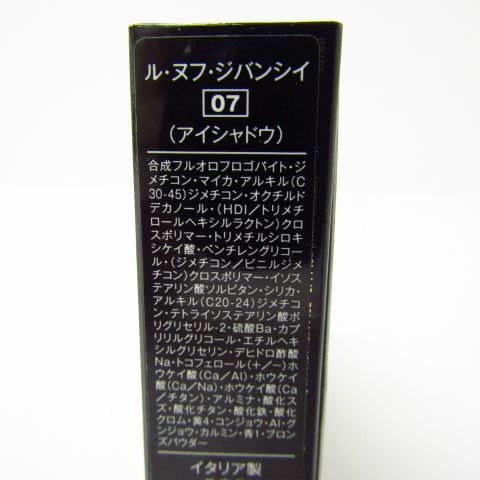 ル・ヌフ・ジバンシイ
07
(アイシャドウ)
合成フルオロフロゴパイト・ジ
メチコン・マイカ・アルキル(C
30-45)ジメチコン・オクチルド
デカノール・(HDI/トリメチ
ロールヘキシルラクトン)クロ
スポリマー・トリメチルシロキ
シケイ酸・ペンチレングリコー
ル・(ジメチコン/ビニルジメ
チコン)クロスポリマー・イソス
テアリン酸ソルビタン・シリカ・
アルキル(C20-24)ジメチコ
ン・テトライソステアリン酸ポ
リグリセリル-2・硫酸Ba・カプ
リリルグリコール・エチルヘキ
シルグリセリン・デヒドロ酢酸
Na・トコフェロール(+/-)ホ
ウケイ酸(Ca/Al)・ホウケイ
酸(Ca/Na)・ホウケイ酸(Ca
/チタン)・アルミナ・酸化ス
ズ・酸化チタン・酸化鉄・酸化
クロム・黄4・コンジョウ・Al・グ
ンジョウ・カルミン・青1・ブロン
ズパウダー
イタリア製